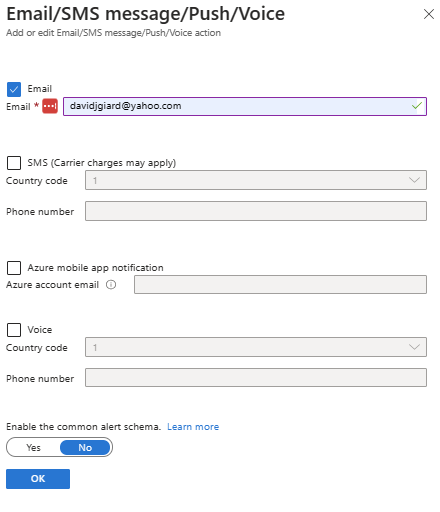 Email/SMS message/Push/Voice
Add or edit Email/SMS message/Push/Voice action
Email
Email * davidjgiard@yahoo.com
SMS (Carrier charges may apply)
Country code 1
Phone number
Azure mobile app notification
Azure account email
Voice
Country code 1
Phone number
Enable the common alert schema. Learn more
Yes No
OK